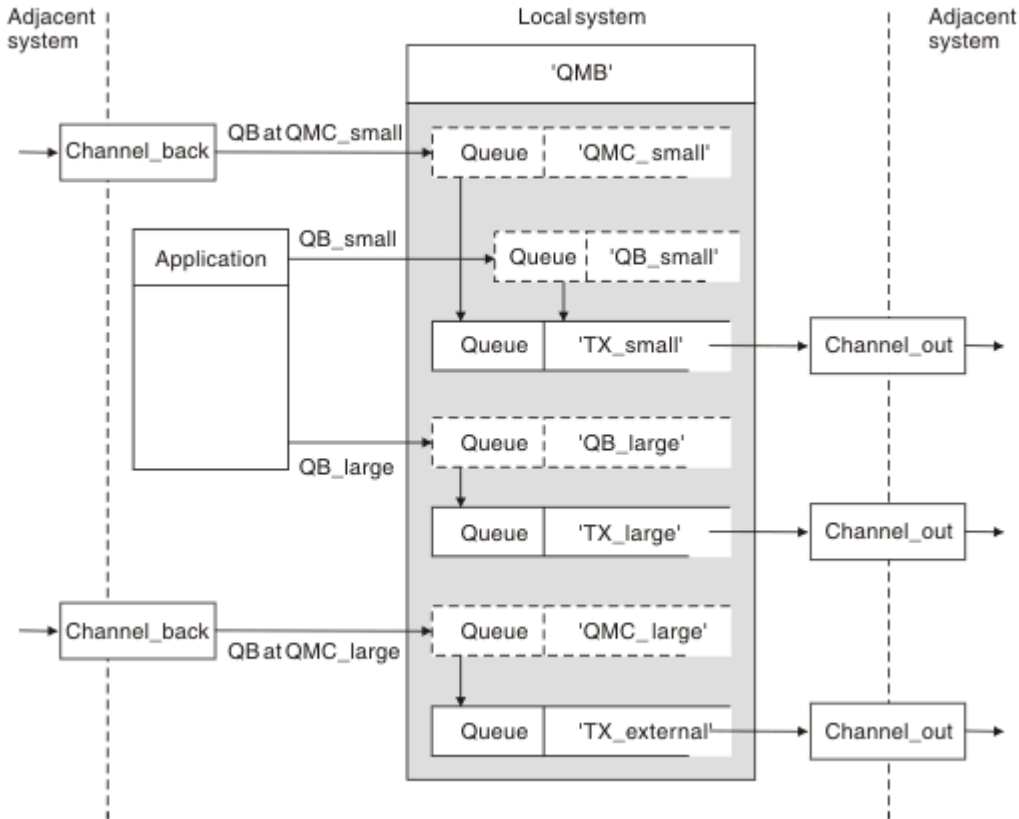 Adjacent
system
Local system
Adjacent
system
'QMB'
Channel_back
QB at QMC_small
Queue
'QMC_small'
Application
QB_small
Queue
'QB_small'
Queue
'TX_small'
Channel_out
QB_large
Queue
'QB_large'
Queue
'TX_large'
Channel_out
Channel_back
QB at QMC_large
Queue
'QMC_large'
Queue
'TX_external'
Channel_out